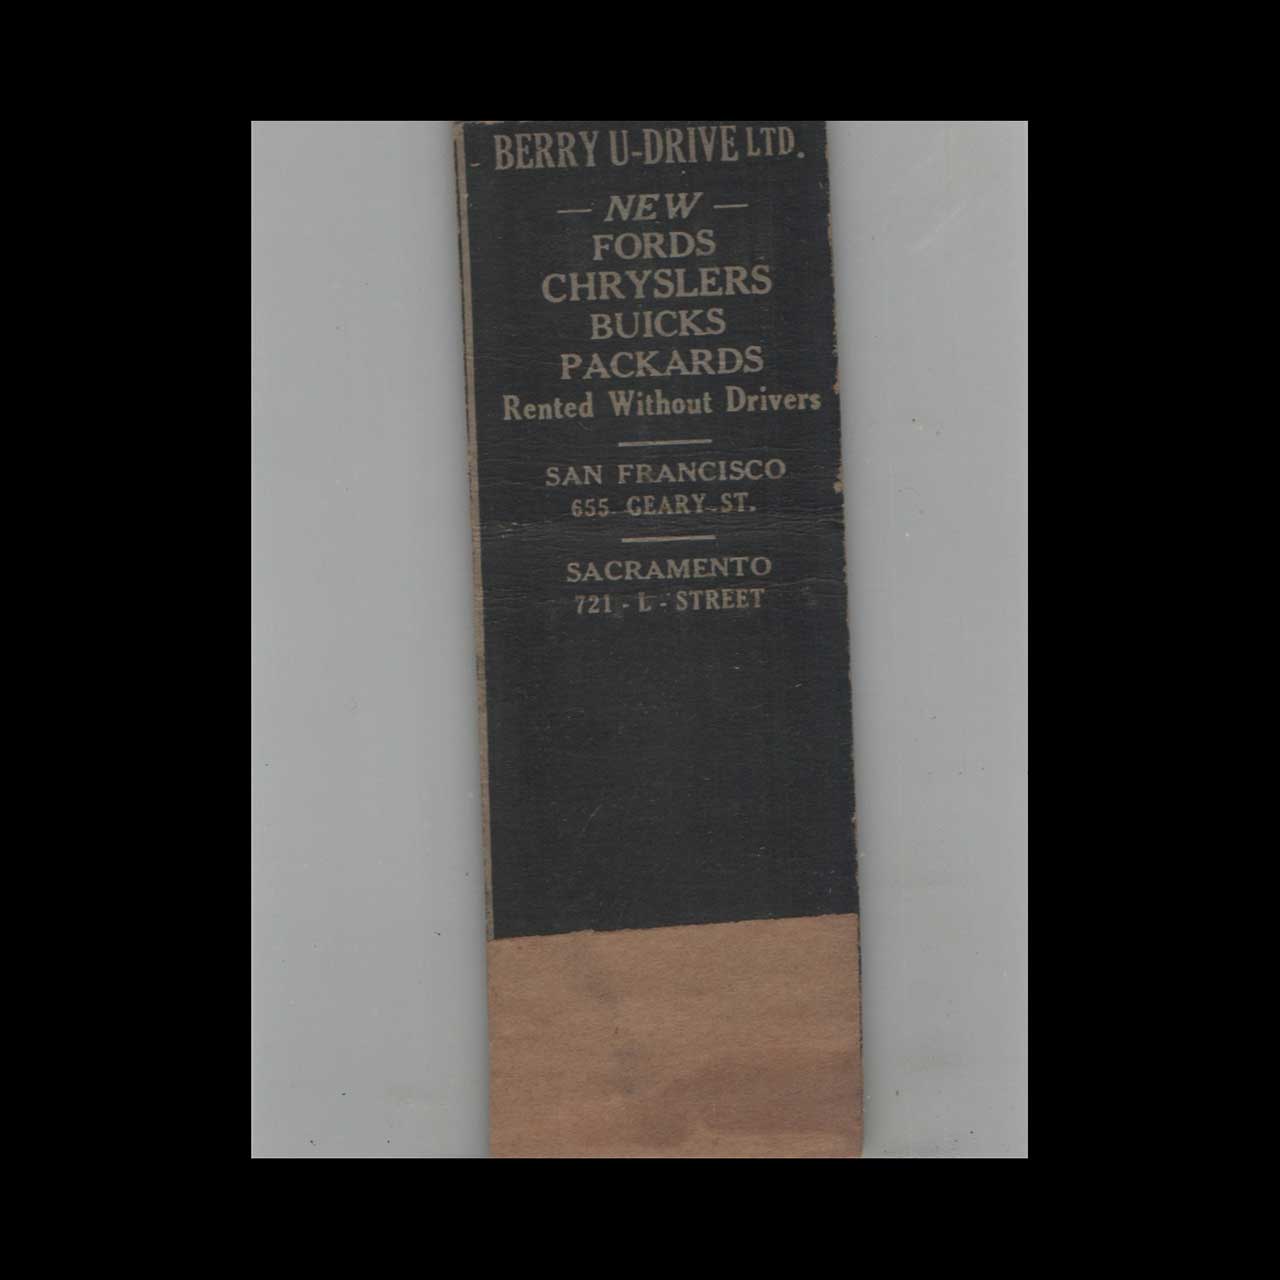 BERRY U-DRIVE LTD.
— NEW —
FORDS
CHRYSLERS
BUICKS
PACKARDS
Rented Without Drivers
SAN FRANCISCO
655 GEARY ST.
SACRAMENTO
721 - L - STREET